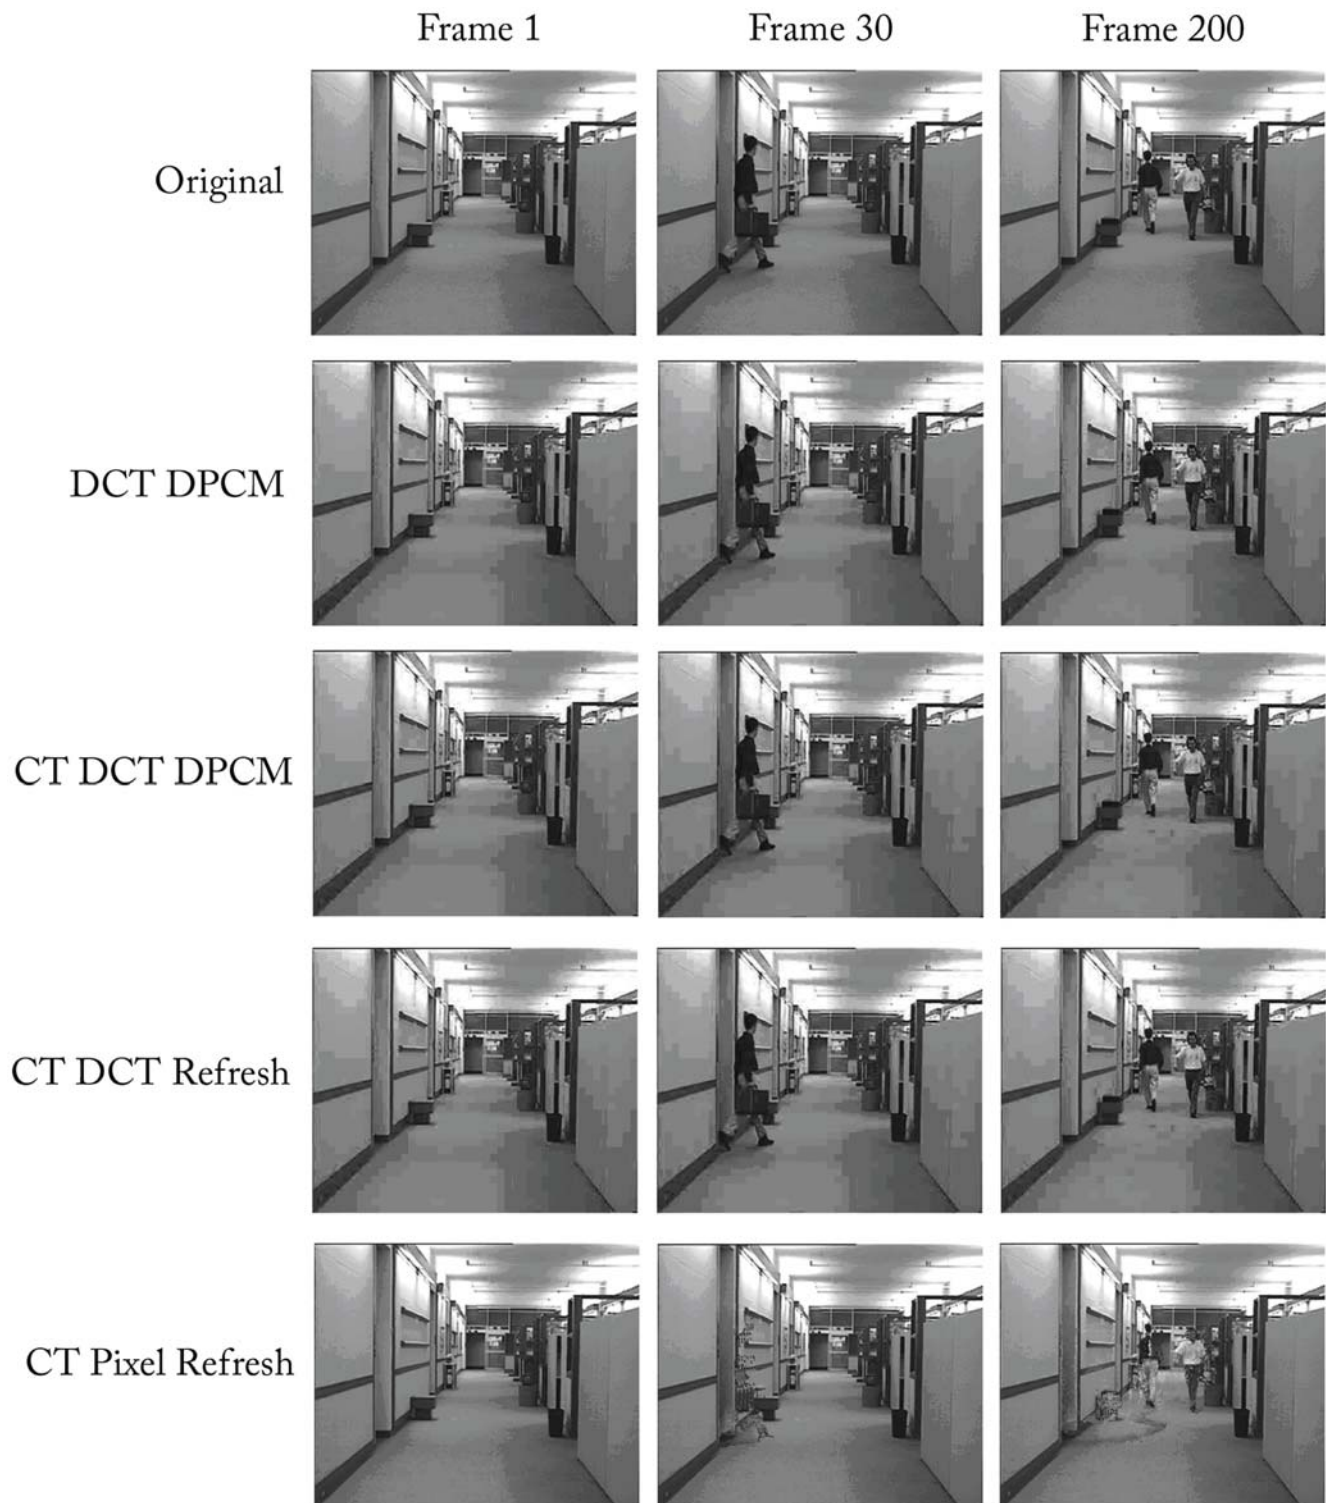 Frame 1 Frame 30 Frame 200
Original
DCT DPCM
CT DCT DPCM
CT DCT Refresh
CT Pixel Refresh